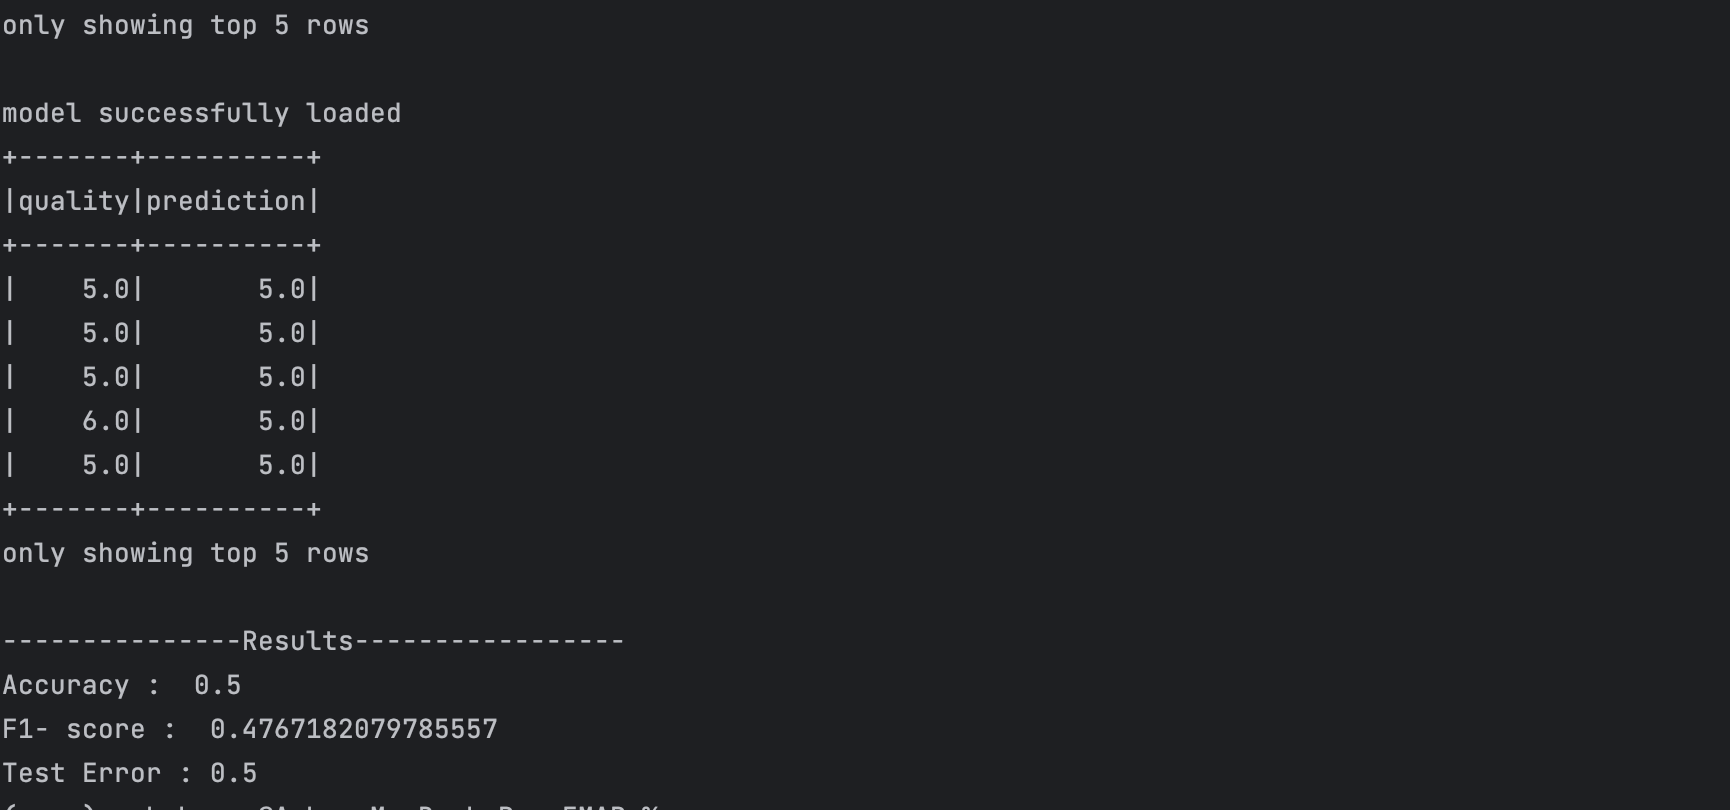 only showing top 5 rows
model successfully loaded
+-------+----------+
|quality|prediction|
+-------+----------+
|    5.0|       5.0|
|    5.0|       5.0|
|    5.0|       5.0|
|    6.0|       5.0|
|    5.0|       5.0|
+-------+----------+
only showing top 5 rows
---------------Results-----------------
Accuracy :  0.5
F1- score :  0.4767182079785557
Test Error : 0.5